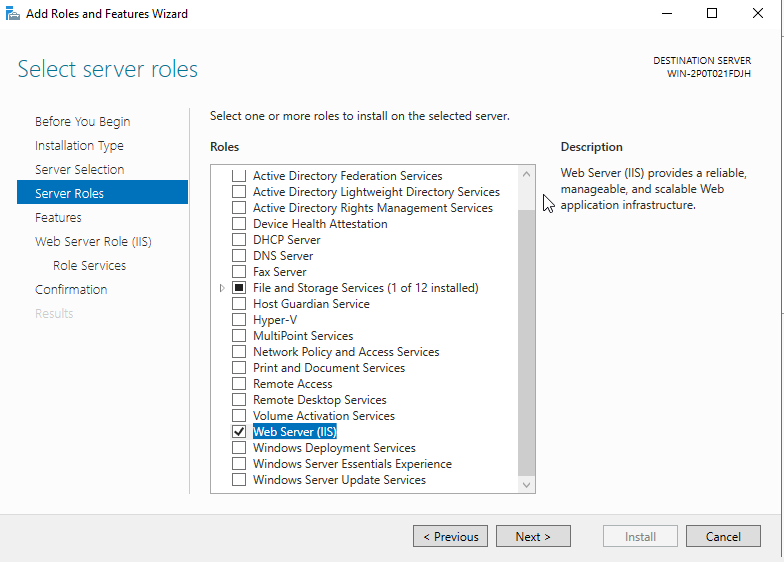 Add Roles and Features Wizard
Select server roles
DESTINATION SERVER
WIN-2P0T021FDJH
Before You Begin
Installation Type
Server Selection
Server Roles
Features
Web Server Role (IIS)
Role Services
Confirmation
Results
Select one or more roles to install on the selected server.
Roles
Active Directory Federation Services
Active Directory Lightweight Directory Services
Active Directory Rights Management Services
Device Health Attestation
DHCP Server
DNS Server
Fax Server
File and Storage Services (1 of 12 installed)
Host Guardian Service
Hyper-V
MultiPoint Services
Network Policy and Access Services
Print and Document Services
Remote Access
Remote Desktop Services
Volume Activation Services
Web Server (IIS)
Windows Deployment Services
Windows Server Essentials Experience
Windows Server Update Services
Description
Web Server (IIS) provides a reliable,
manageable, and scalable Web
application infrastructure.
< Previous
Next >
Install
Cancel